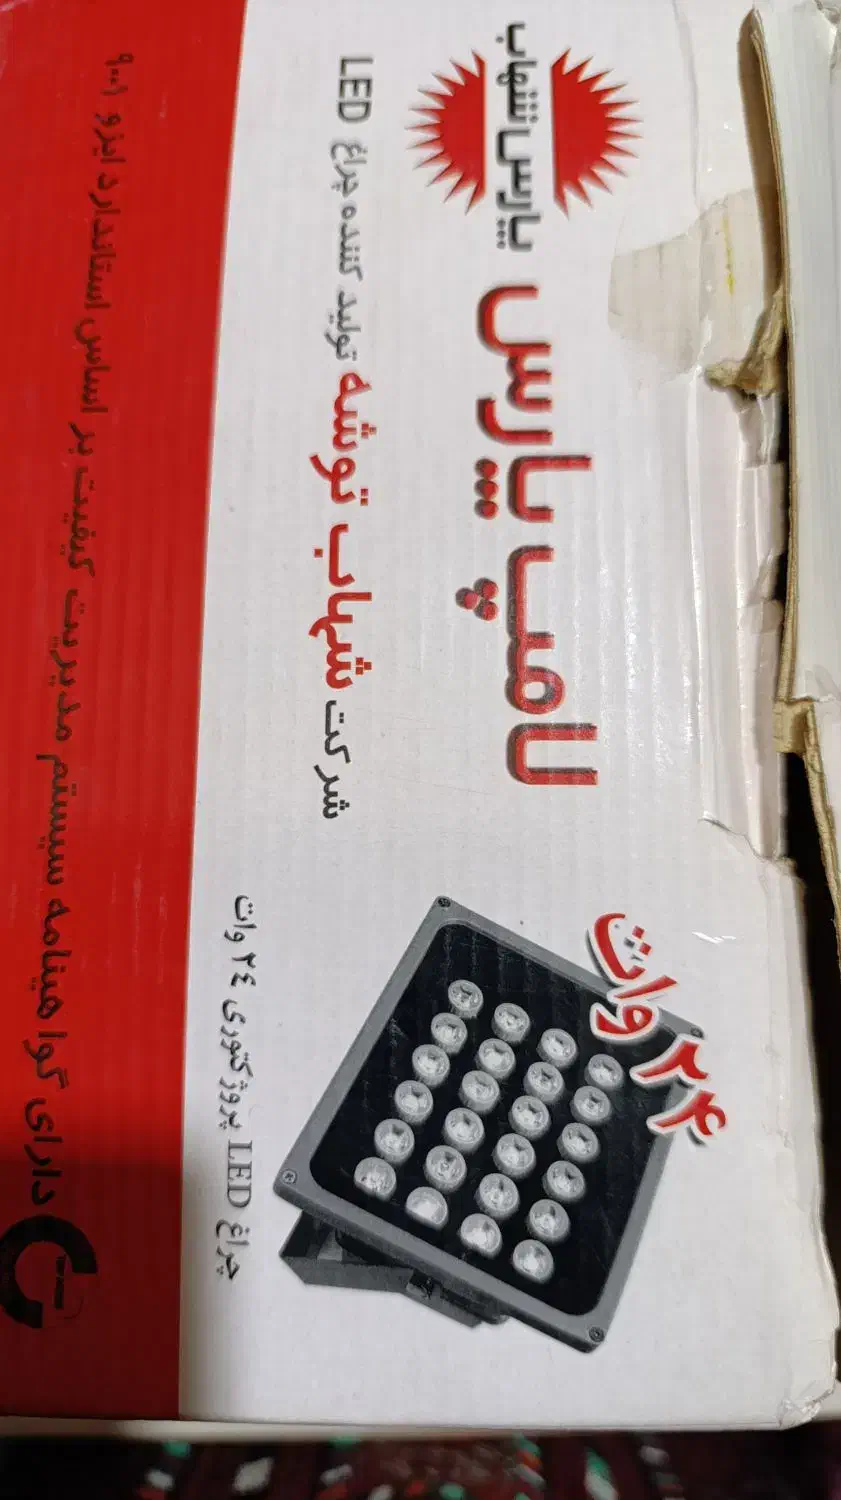 پارس شهاب
لامپ پارس
شرکت شهاب توشه تولید کننده چراغ LED
۲۴ وات
چراغ LED پروژکتوری ۲۴ وات
دارای گواهینامه سیستم مدیریت کیفیت بر اساس استاندارد ایزو ۹۰۰۱